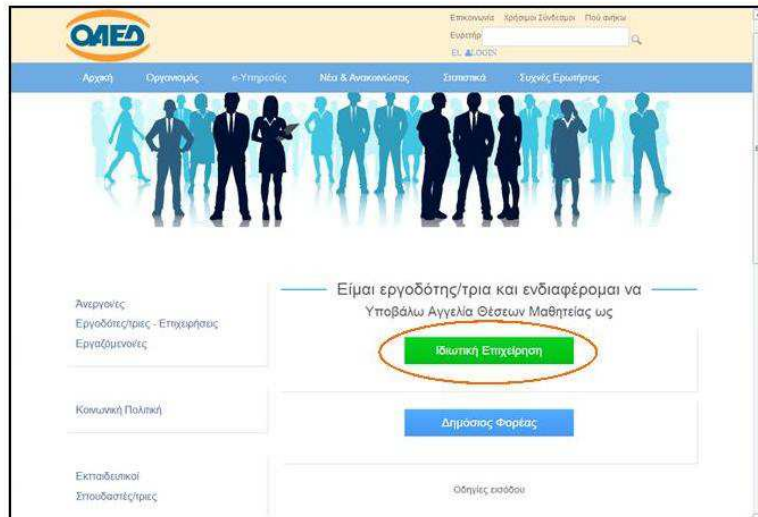 ΟΑΕΔ
Επικοινωνία Χρήσιμοι Σύνδεσμοι Πού ανήκω
Ευρετήρ
EL LOGIN
Αρχική Οργανισμός e-Υπηρεσίες Νέα & Ανακοινώσεις Στατιστικά Συχνές Ερωτήσεις
Είμαι εργοδότης/τρια και ενδιαφέρομαι να
Υποβάλω Αγγελία Θέσεων Μαθητείας ως
Ιδιωτική Επιχείρηση
Δημόσιος Φορέας
Οδηγίες εισόδου
Άνεργοι/ες
Εργοδότες/τριες - Επιχειρήσεις
Εργαζόμενοι/ες
Κοινωνική Πολιτική
Εκπαιδευτικοί
Σπουδαστές/τριες